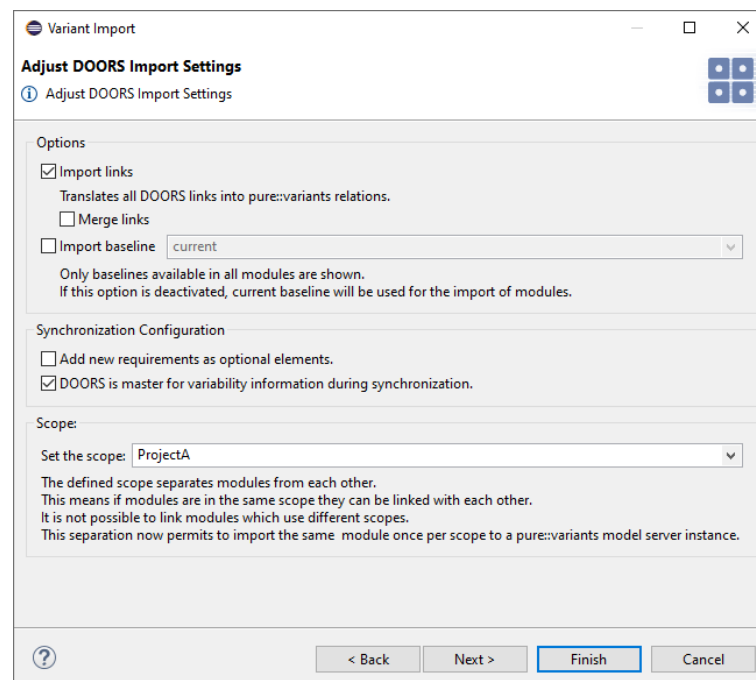 Variant Import
Adjust DOORS Import Settings
Adjust DOORS Import Settings
Options
Import links
Translates all DOORS links into pure::variants relations.
Merge links
Import baseline current
Only baselines available in all modules are shown.
If this option is deactivated, current baseline will be used for the import of modules.
Synchronization Configuration
Add new requirements as optional elements.
DOORS is master for variability information during synchronization.
Scope:
Set the scope: ProjectA
The defined scope separates modules from each other.
This means if modules are in the same scope they can be linked with each other.
It is not possible to link modules which use different scopes.
This separation now permits to import the same module once per scope to a pure::variants model server instance.
< Back Next > Finish Cancel